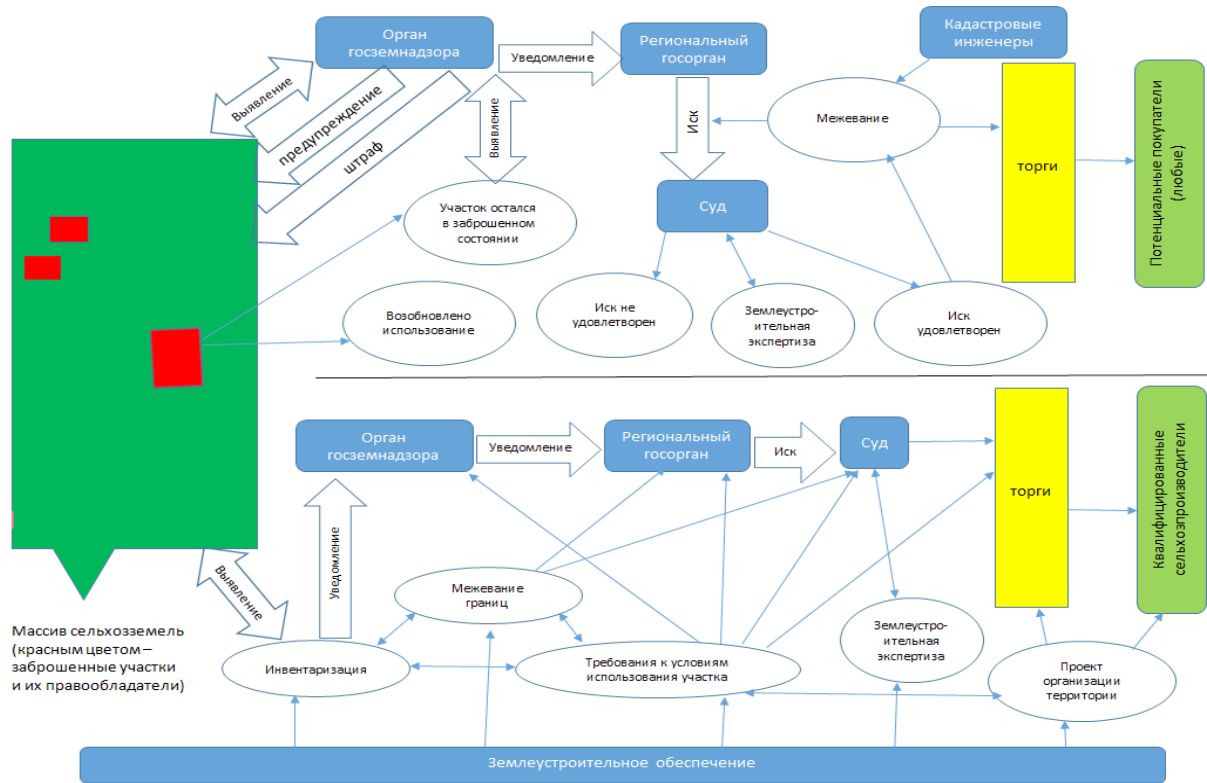 Орган
госземнадзора
Уведомление
Региональный
госорган
Кадастровые
инженеры
Выявление
предупреждение
штраф
Выявление
Иск
Межевание
торги
Потенциальные покупатели
(любые)
Участок остался
в заброшенном
состоянии
Суд
Возобновлено
использование
Иск не
удовлетворен
Землеустро-
ительная
экспертиза
Иск
удовлетворен
Орган
госземнадзора
Уведомление
Региональный
госорган
Иск
Суд
торги
Квалифицированные
сельхозпроизводители
Выявление
Уведомление
Межевание
границ
Инвентаризация
Требования к условиям
использования участка
Землеустро-
ительная
экспертиза
Проект
организации
территории
Массив сельхозземель
(красным цветом –
заброшенные участки
и их правообладатели)
Землеустроительное обеспечение